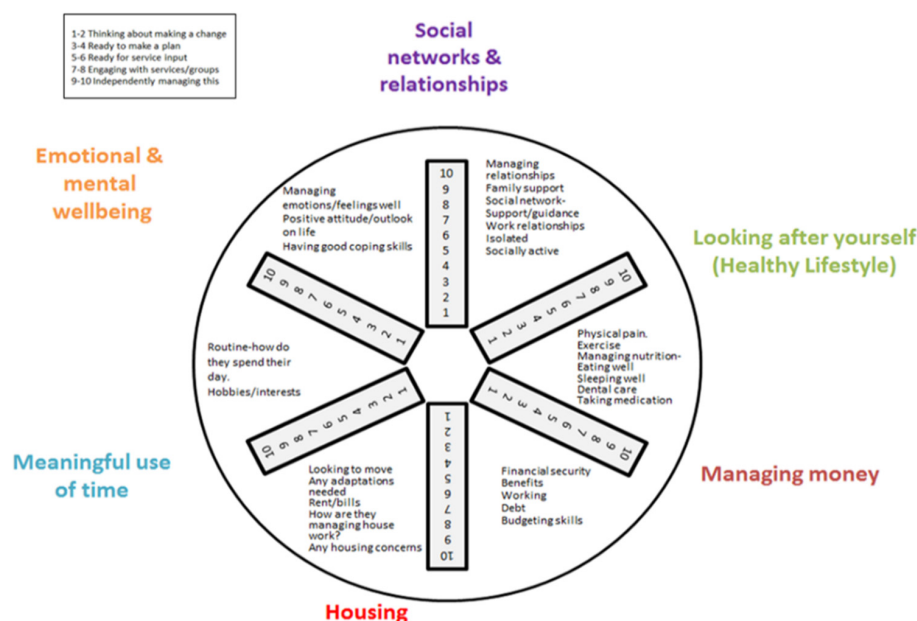 1-2 Thinking about making a change
3-4 Ready to make a plan
5-6 Ready for service input
7-8 Engaging with services/groups
9-10 Independently managing this
Social
networks &
relationships
Emotional &
mental
wellbeing
Managing
emotions/feelings well
Positive attitude/outlook
on life
Having good coping skills
10
9
8
7
6
5
4
3
2
1
Managing
relationships
Family support
Social network-
Support/guidance
Work relationships
Isolated
Socially active
Looking after yourself
(Healthy Lifestyle)
10 9 8 7 6 5 4 3 2 1
1 2 3 4 5 6 7 8 9 10
Routine-how do
they spend their
day.
Hobbies/interests
Physical pain.
Exercise
Managing nutrition-
Eating well
Sleeping well
Dental care
Taking medication
10 9 8 7 6 5 4 3 2 1
1
2
3
4
5
6
7
8
9
10
1 2 3 4 5 6 7 8 9 10
Meaningful use
of time
Looking to move
Any adaptations
needed
Rent/bills
How are they
managing house
work?
Any housing concerns
Financial security
Benefits
Working
Debt
Budgeting skills
Managing money
Housing